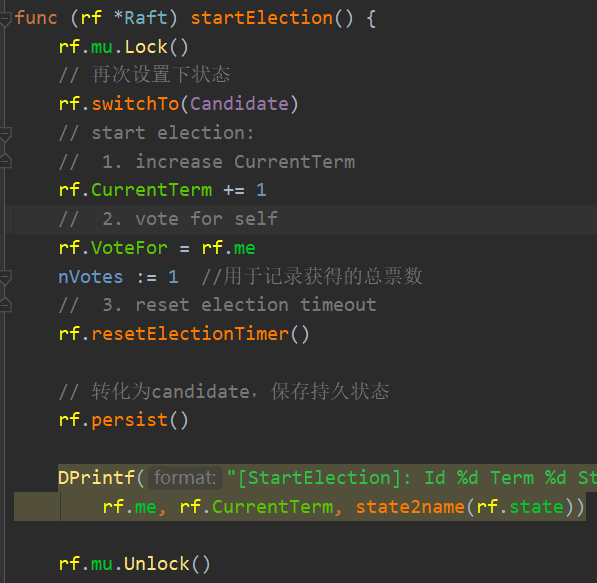 func (rf *Raft) startElection() {
rf.mu.Lock()
// 再次设置下状态
rf.switchTo(Candidate)
// start election:
//  1. increase CurrentTerm
rf.CurrentTerm += 1
//  2. vote for self
rf.VoteFor = rf.me
nVotes := 1  //用于记录获得的总票数
//  3. reset election timeout
rf.resetElectionTimer()
// 转化为candidate，保存持久状态
rf.persist()
DPrintf( format: "[StartElection]: Id %d Term %d St
rf.me, rf.CurrentTerm, state2name(rf.state))
rf.mu.Unlock()